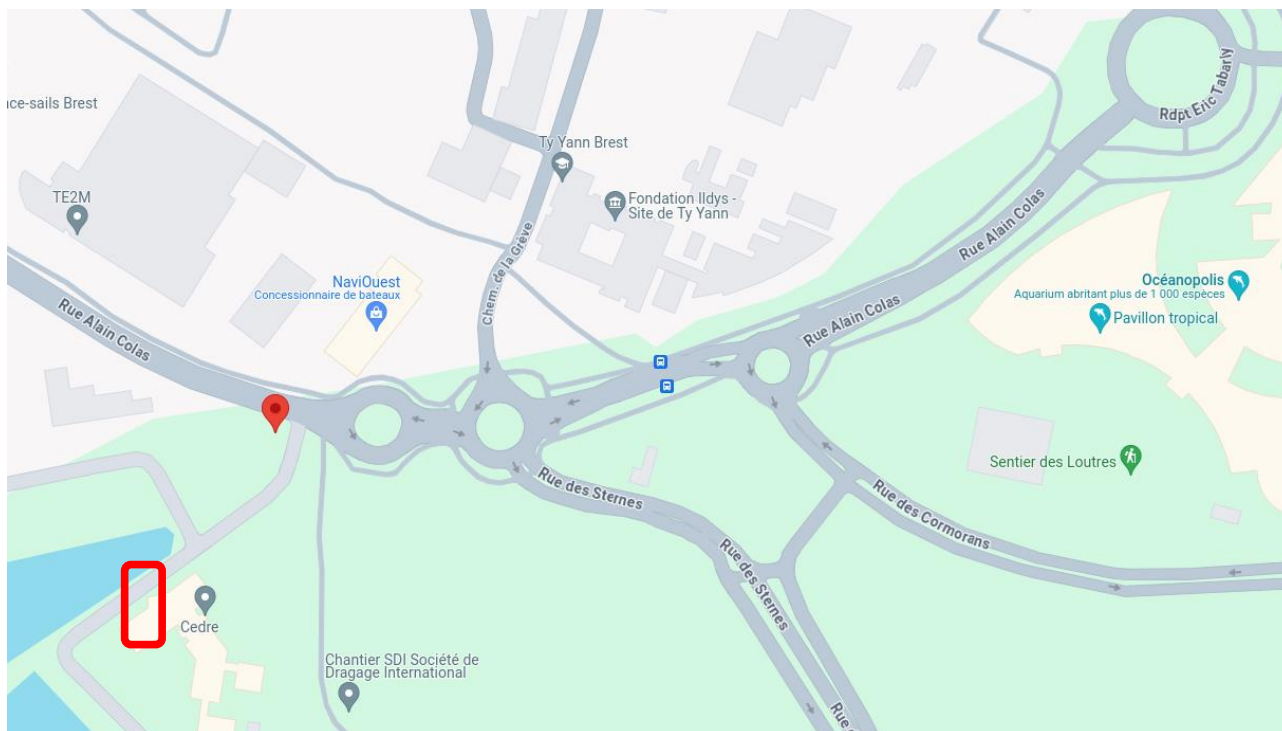 Rdpt Eric Tabarly
ce-sails Brest
Ty Yann Brest
TE2M
Fondation Ildys -
Site de Ty Yann
Rue Alain Colas
Chem. de la Grève
NaviOuest
Concessionnaire de bateaux
Océanopolis
Aquarium abritant plus de 1 000 espèces
Pavillon tropical
Rue Alain Colas
Rue Alain Colas
Sentier des Loutres
Rue des Sternes
Rue des Cormorans
Rue des Sternes
Cedre
Chantier SDI Société de
Dragage International
Rue